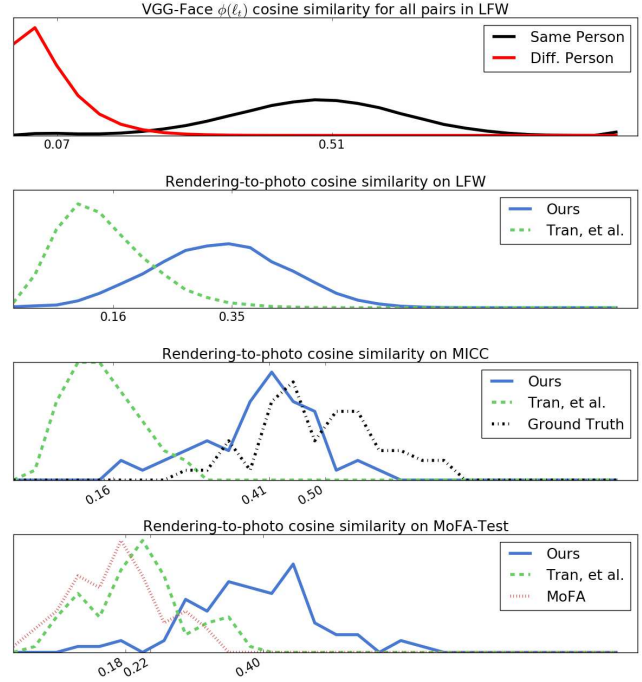 VGG-Face ϕ(ℓₜ) cosine similarity for all pairs in LFW
Same Person
Diff. Person
0.07 0.51
Rendering-to-photo cosine similarity on LFW
Ours
Tran, et al.
0.16 0.35
Rendering-to-photo cosine similarity on MICC
Ours
Tran, et al.
Ground Truth
0.16 0.41 0.50
Rendering-to-photo cosine similarity on MoFA-Test
Ours
Tran, et al.
MoFA
0.18 0.22 0.40